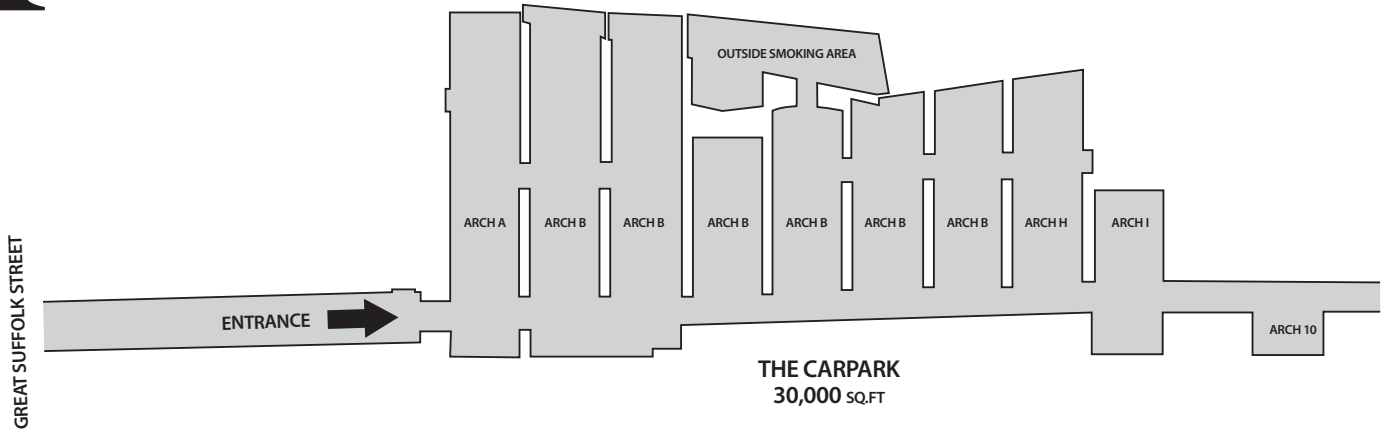 OUTSIDE SMOKING AREA
ARCH A
ARCH B
ARCH B
ARCH B
ARCH B
ARCH B
ARCH B
ARCH H
ARCH I
GREAT SUFFOLK STREET
ENTRANCE
ARCH 10
THE CARPARK
30,000 SQ.FT